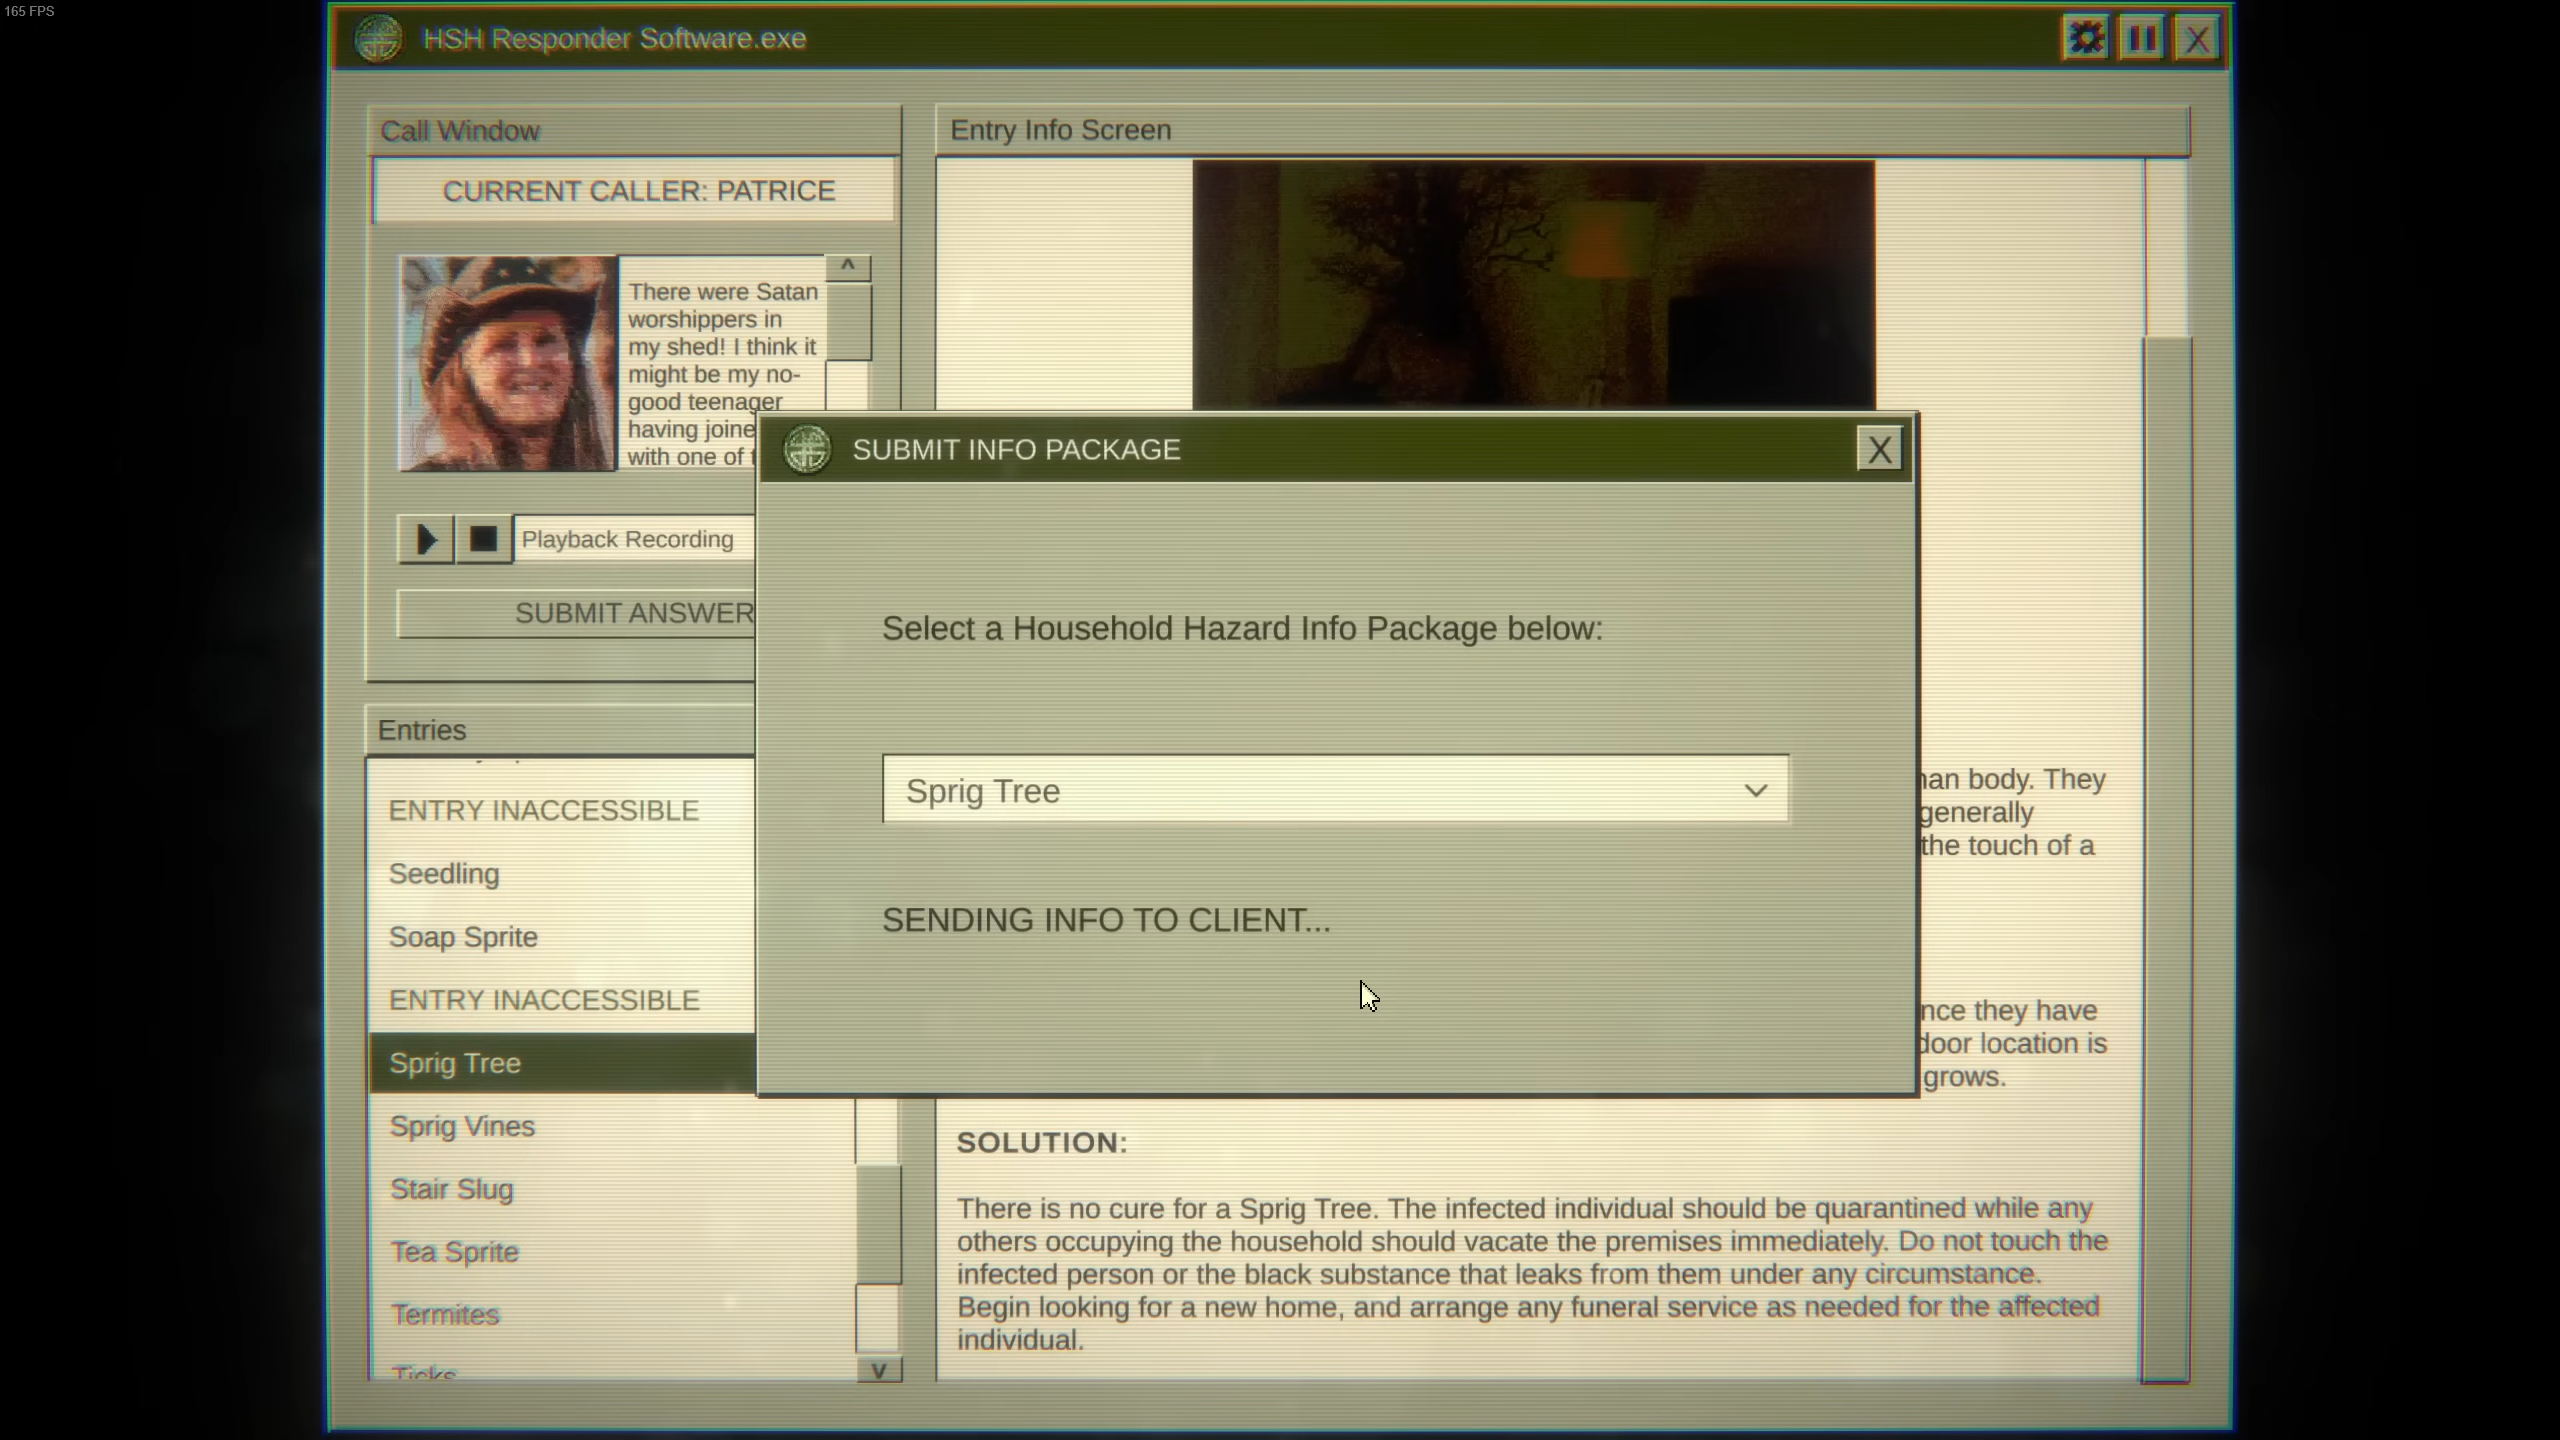 165 FPS
HSH Responder Software.exe
X
Call Window
CURRENT CALLER: PATRICE
There were Satan
worshippers in
my shed! I think it
might be my no-
good teenager
having joine
with one of
Playback Recording
SUBMIT ANSWER
Entries
ENTRY INACCESSIBLE
Seedling
Soap Sprite
ENTRY INACCESSIBLE
Sprig Tree
Sprig Vines
Stair Slug
Tea Sprite
Termites
Ticks
Entry Info Screen
SUBMIT INFO PACKAGE
X
Select a Household Hazard Info Package below:
Sprig Tree
SENDING INFO TO CLIENT...
an body. They
generally
the touch of a
nce they have
door location is
grows.
SOLUTION:
There is no cure for a Sprig Tree. The infected individual should be quarantined while any
others occupying the household should vacate the premises immediately. Do not touch the
infected person or the black substance that leaks from them under any circumstance.
Begin looking for a new home, and arrange any funeral service as needed for the affected
individual.